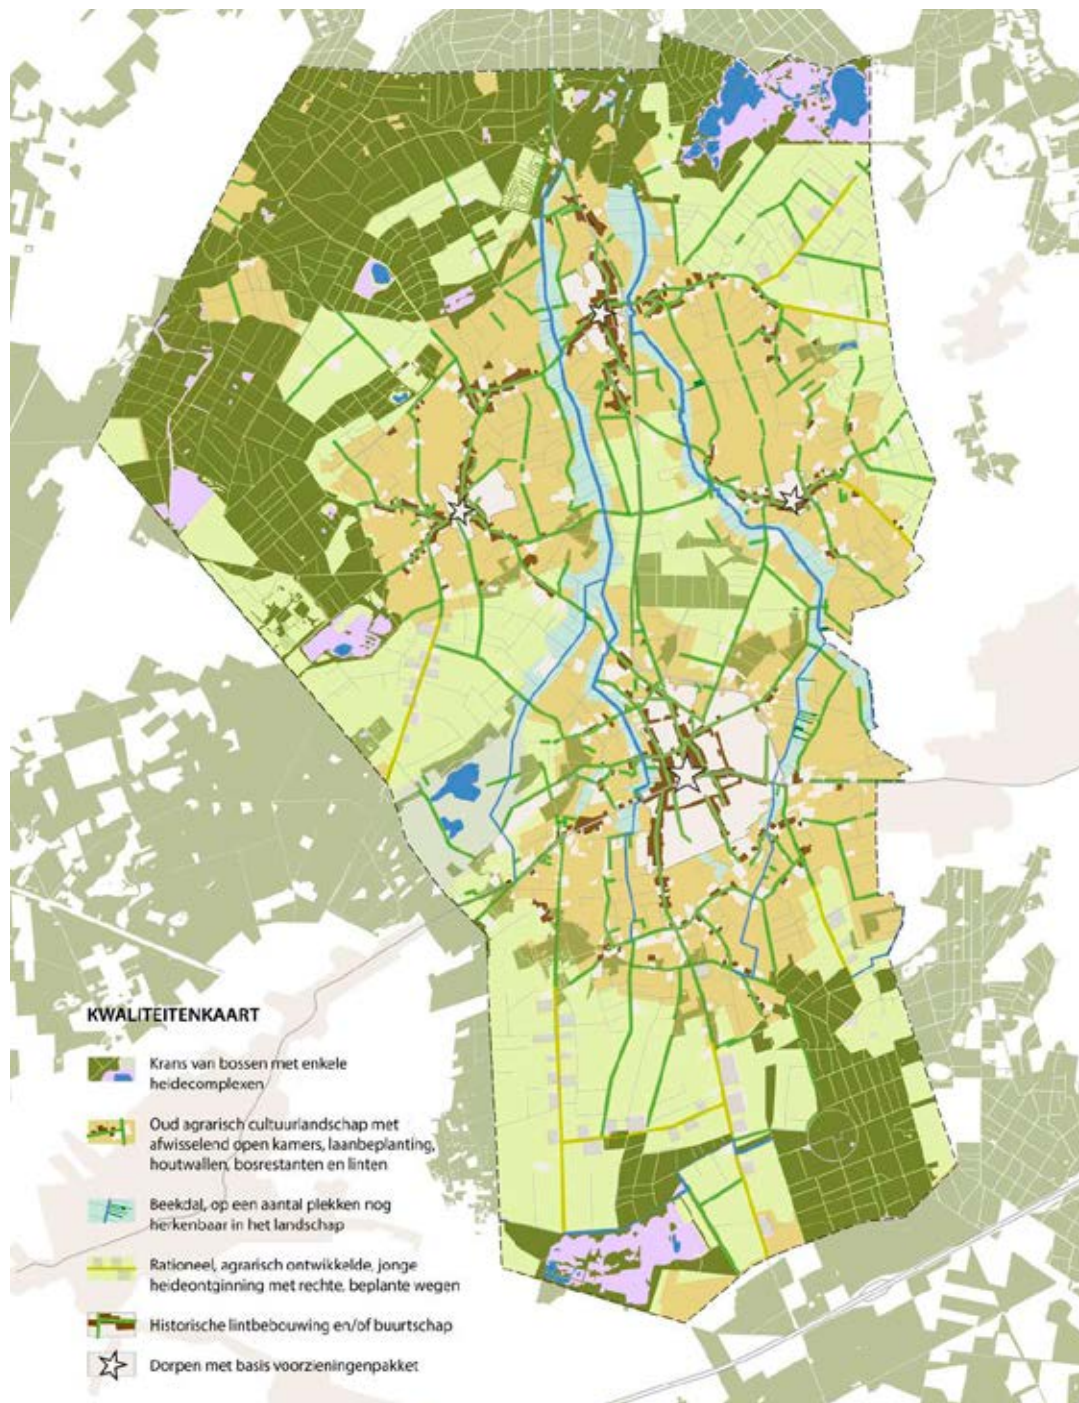 KWALITEITENKAART
Krans van bossen met enkele
heidecomplexen
Oud agrarisch cultuurlandschap met
afwisselend open kamers, laanbeplanting,
houtwallen, bosrestanten en linten
Beekdal, op een aantal plekken nog
herkenbaar in het landschap
Rationeel, agrarisch ontwikkelde, jonge
heideontginning met rechte, beplante wegen
Historische lintbebouwing en/of buurtschap
Dorpen met basis voorzieningenpakket